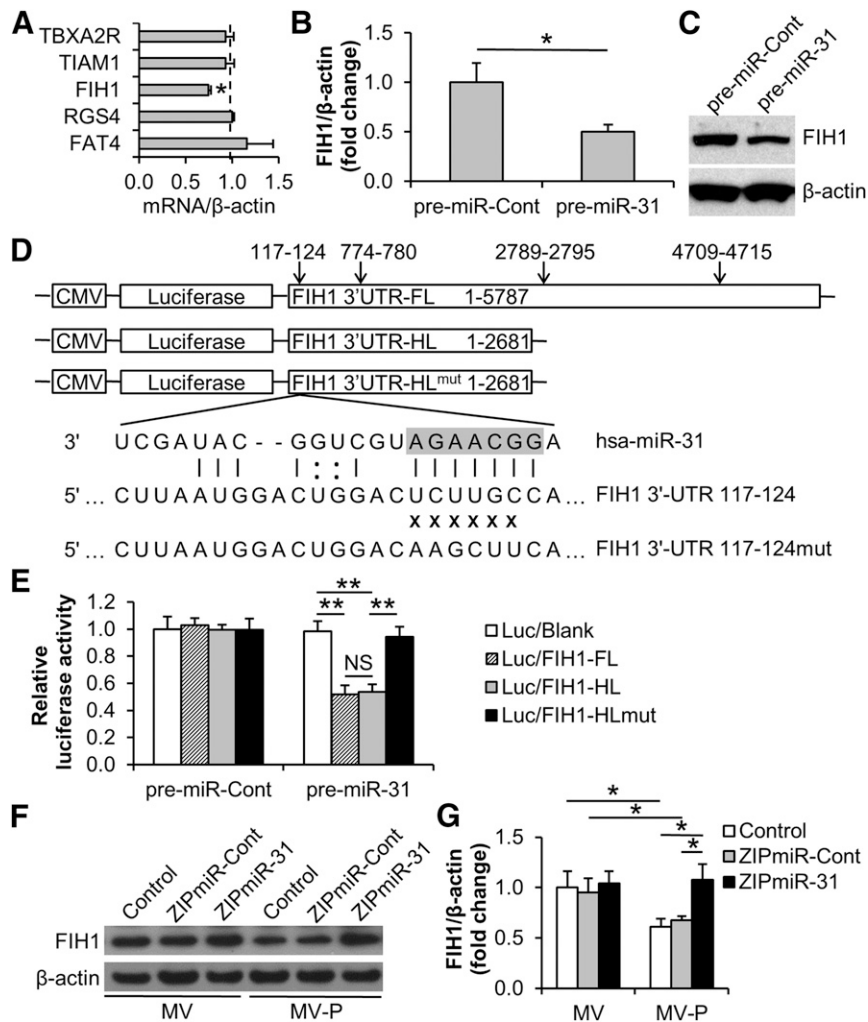 A
TBXA2R
TIAM1
FIH1
*
RGS4
FAT4
0.0 0.5 1.0 1.5
mRNA/β-actin
B
FIH1/β-actin
(fold change)
1.5
1.0
0.5
0.0
*
pre-miR-Cont pre-miR-31
C
pre-miR-Cont
pre-miR-31
FIH1
β-actin
D
117-124 774-780 2789-2795 4709-4715
CMV Luciferase FIH1 3'UTR-FL 1-5787
CMV Luciferase FIH1 3'UTR-HL 1-2681
CMV Luciferase FIH1 3'UTR-HLmut 1-2681
3' UCGAUAC--GGUCGUAGAACGGA hsa-miR-31
5' ... CUUAAUGGACUGGACUCUUGCCA ... FIH1 3'-UTR 117-124
x x x x x x
5' ... CUUAAUGGACUGGACAAGCUUCA ... FIH1 3'-UTR 117-124mut
E
Relative
luciferase activity
1.2
1.0
0.8
0.6
0.4
0.2
0.0
**
** **
NS
pre-miR-Cont pre-miR-31
Luc/Blank
Luc/FIH1-FL
Luc/FIH1-HL
Luc/FIH1-HLmut
F
Control
ZIPmiR-Cont
ZIPmiR-31
Control
ZIPmiR-Cont
ZIPmiR-31
FIH1
β-actin
MV MV-P
G
FIH1/β-actin
(fold change)
1.5
1.0
0.5
0.0
*
*
*
*
MV MV-P
Control
ZIPmiR-Cont
ZIPmiR-31